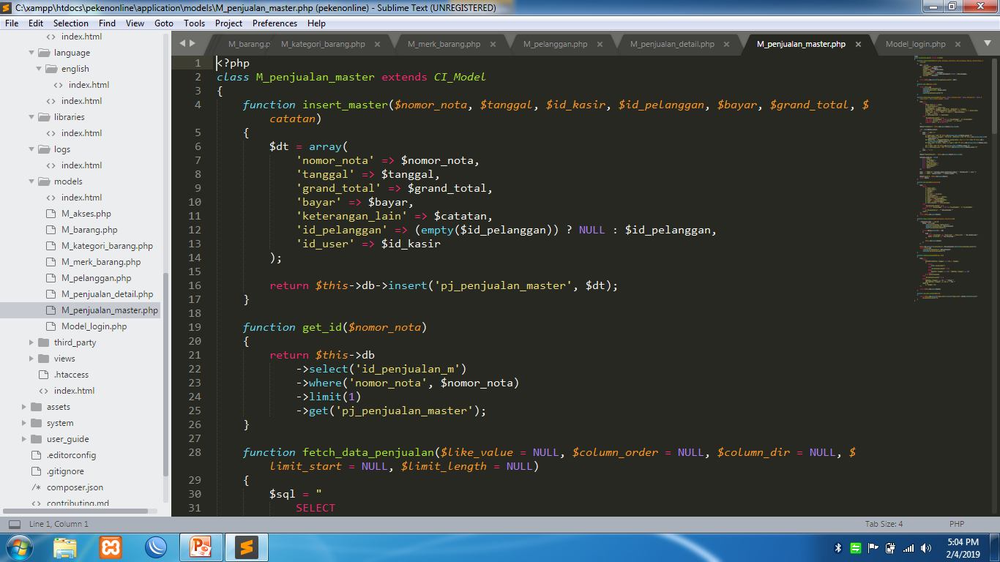 C:\xampp\htdocs\pekenonline\application\models\M_penjualan_master.php (pekenonline) - Sublime Text (UNREGISTERED)
File Edit Selection Find View Goto Tools Project Preferences Help
index.html
language
english
index.html
index.html
libraries
index.html
logs
index.html
models
index.html
M_akses.php
M_barang.php
M_kategori_barang.php
M_merk_barang.php
M_pelanggan.php
M_penjualan_detail.php
M_penjualan_master.php
Model_login.php
third_party
views
.htaccess
index.html
assets
system
user_guide
.editorconfig
.gitignore
composer.json
contributing.md
M_barang.p M_kategori_barang.php M_merk_barang.php M_pelanggan.php M_penjualan_detail.php M_penjualan_master.php Model_login.php
1 <?php
2 class M_penjualan_master extends CI_Model
3 {
4 function insert_master($nomor_nota, $tanggal, $id_kasir, $id_pelanggan, $bayar, $grand_total, $
catatan)
5 {
6 $dt = array(
7 'nomor_nota' => $nomor_nota,
8 'tanggal' => $tanggal,
9 'grand_total' => $grand_total,
10 'bayar' => $bayar,
11 'keterangan_lain' => $catatan,
12 'id_pelanggan' => (empty($id_pelanggan)) ? NULL : $id_pelanggan,
13 'id_user' => $id_kasir
14 );
15
16 return $this->db->insert('pj_penjualan_master', $dt);
17 }
18
19 function get_id($nomor_nota)
20 {
21 return $this->db
22 ->select('id_penjualan_m')
23 ->where('nomor_nota', $nomor_nota)
24 ->limit(1)
25 ->get('pj_penjualan_master');
26 }
27
28 function fetch_data_penjualan($like_value = NULL, $column_order = NULL, $column_dir = NULL, $
limit_start = NULL, $limit_length = NULL)
29 {
30 $sql = "
31 SELECT
Line 1, Column 1
Tab Size: 4 PHP
5:04 PM
2/4/2019